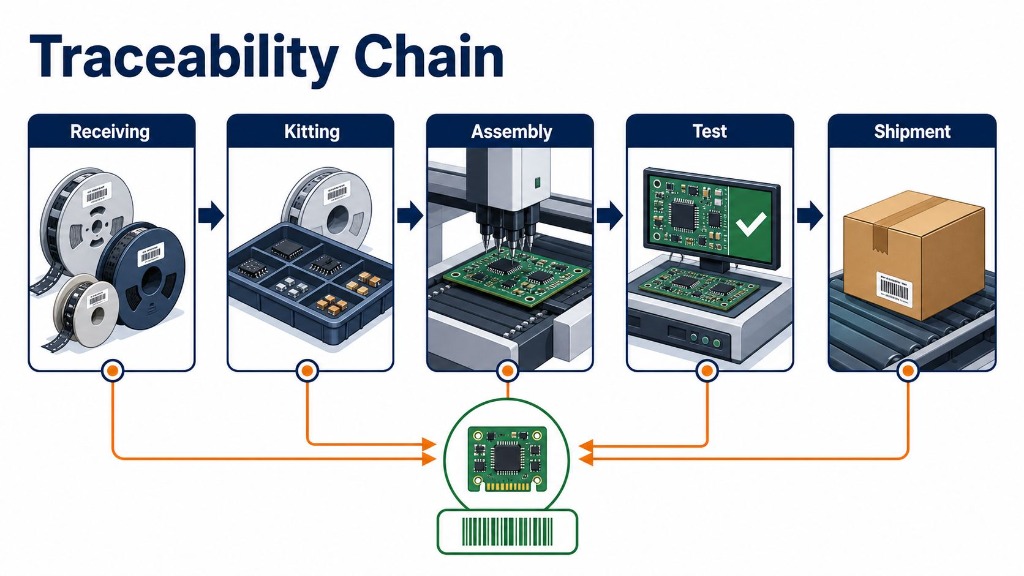 Traceability Chain
Receiving
Kitting
Assembly
Test
Shipment